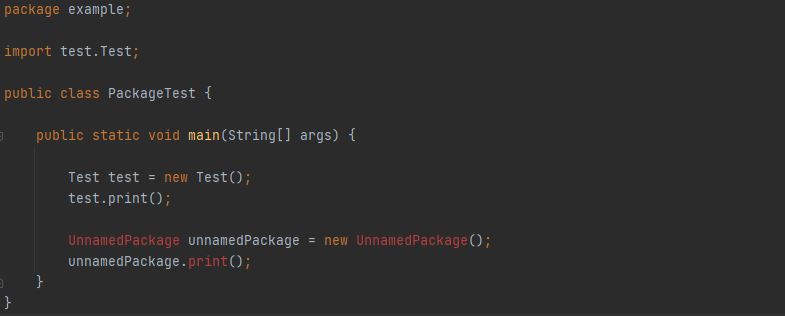 package example;
import test.Test;
public class PackageTest {
public static void main(String[] args) {
Test test = new Test();
test.print();
UnnamedPackage unnamedPackage = new UnnamedPackage();
unnamedPackage.print();
}
}